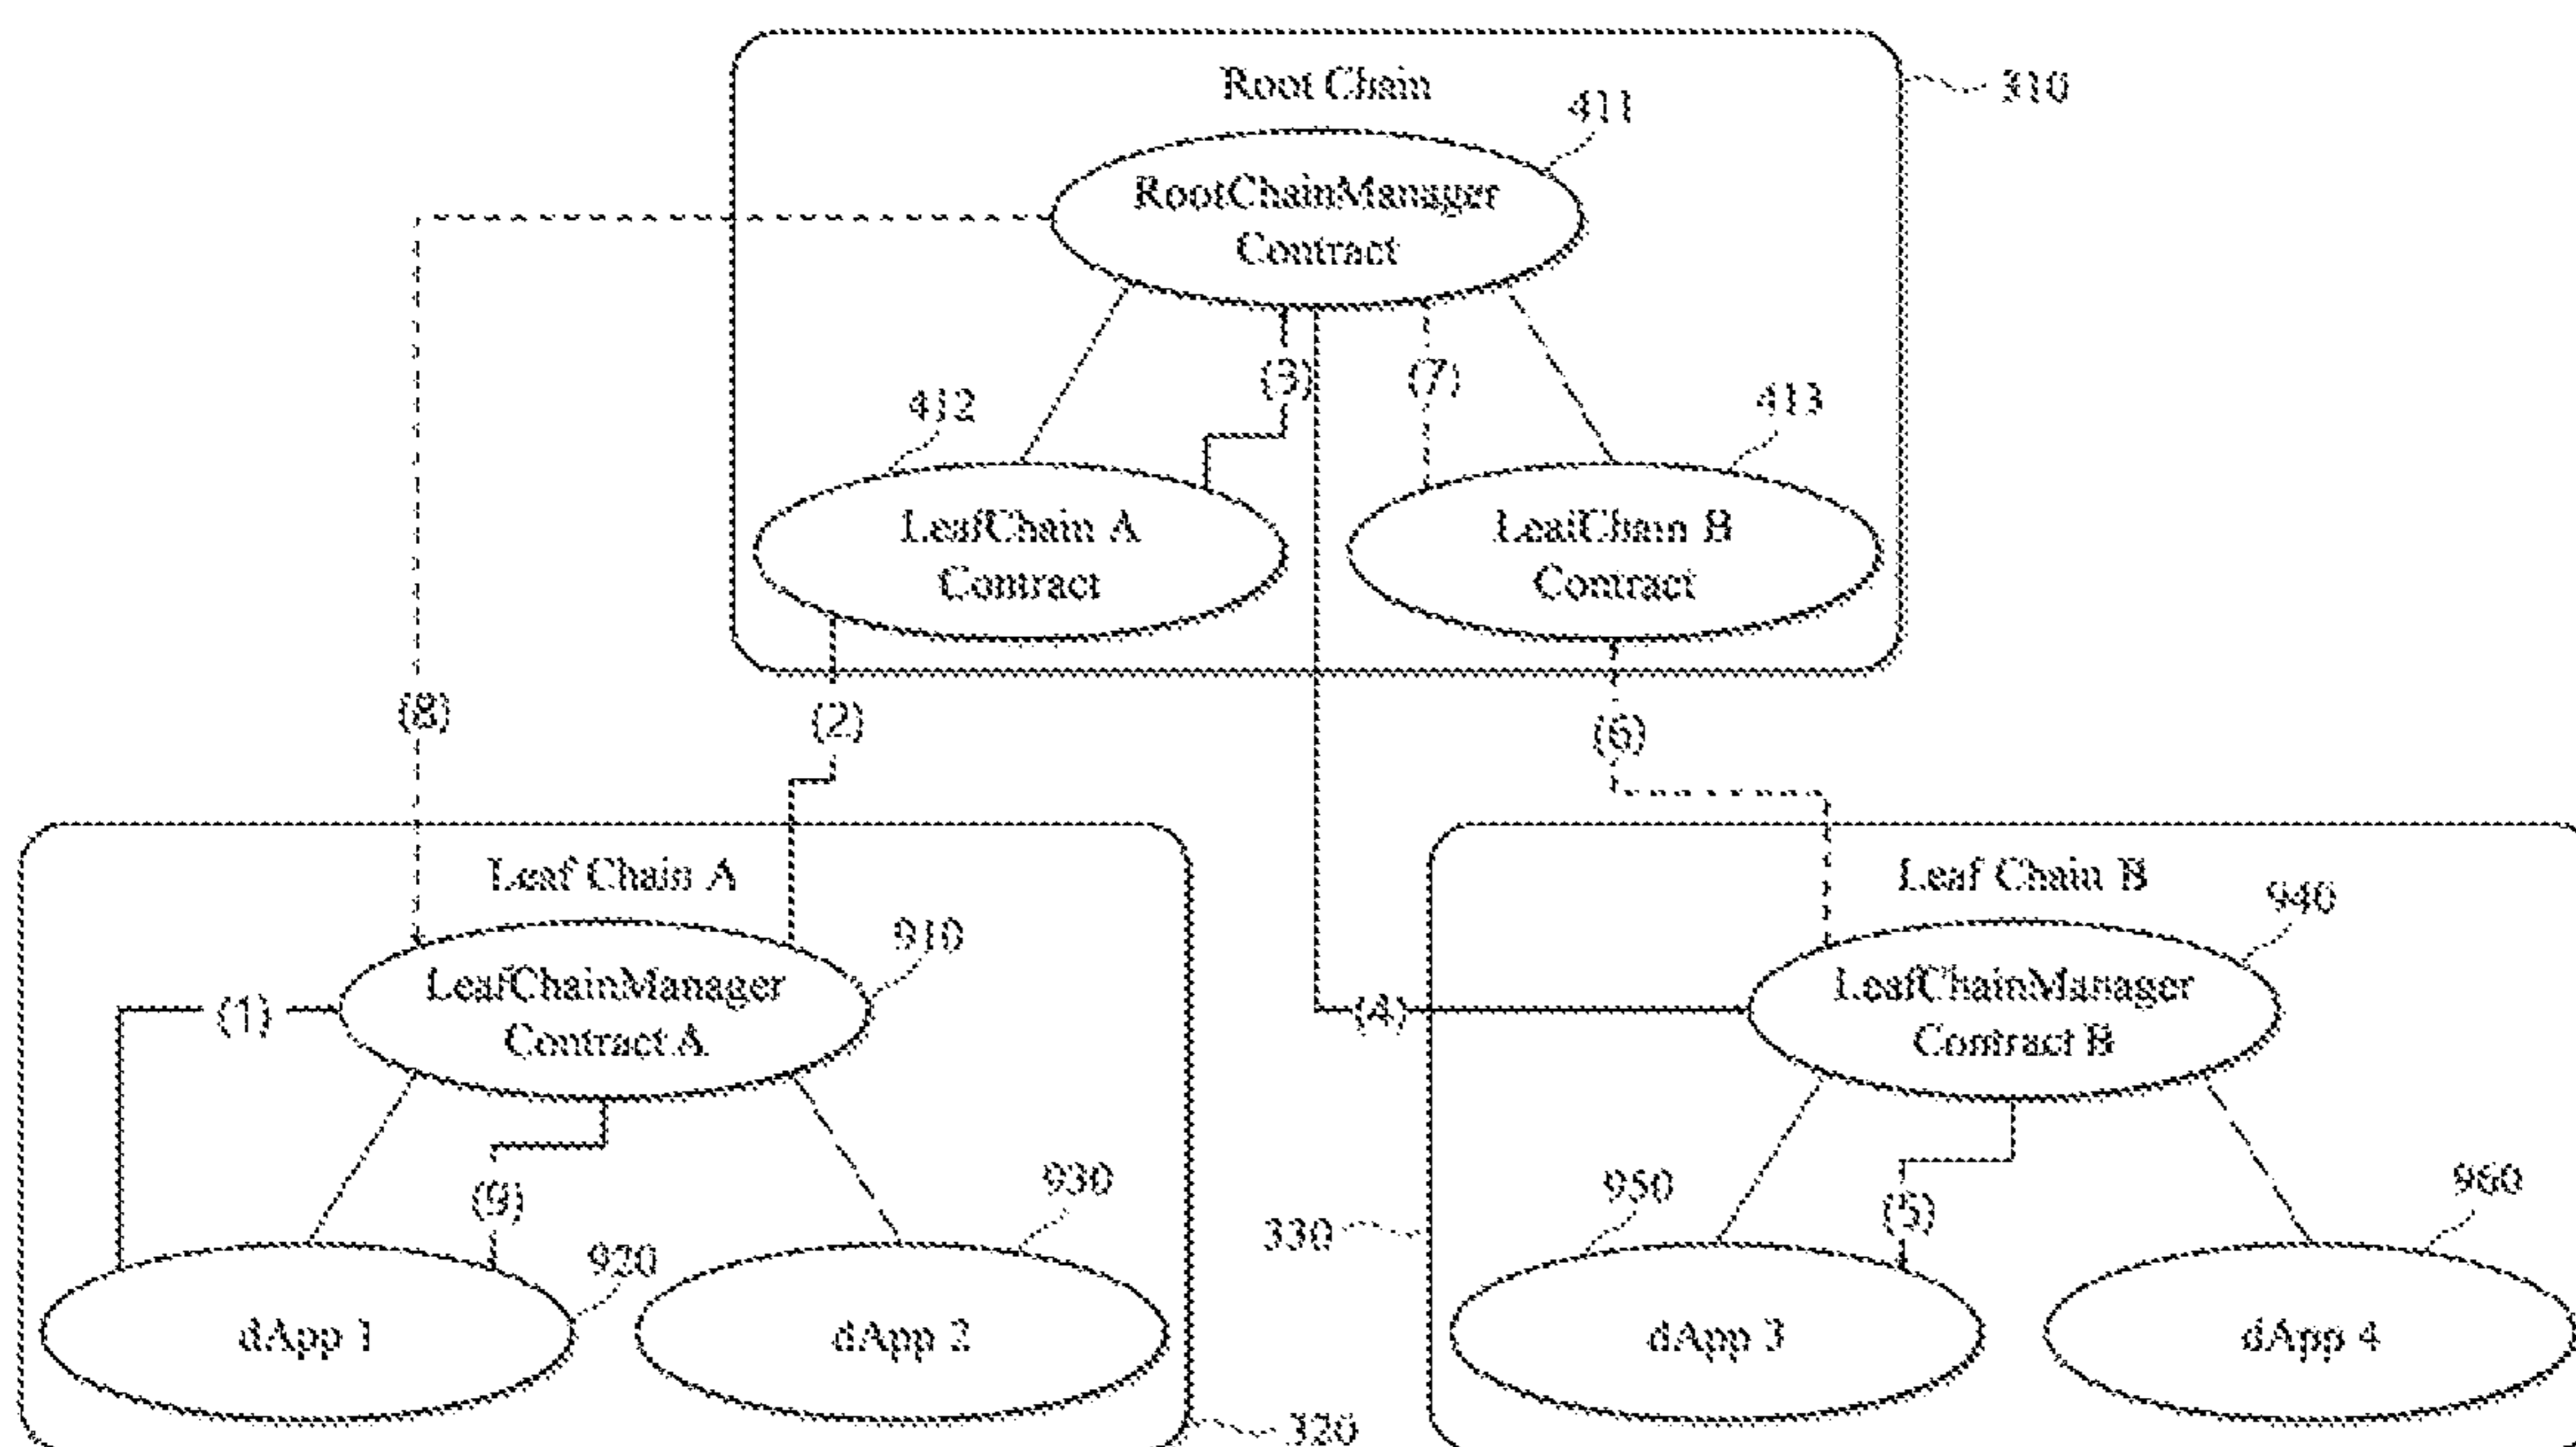 Root Chain
310
411
RootChainManager
Contract
(3)
(7)
412
413
LeafChain A
Contract
LeafChain B
Contract
(8)
(2)
(6)
Leaf Chain A
Leaf Chain B
910
940
LeafChainManager
Contract A
LeafChainManager
Contract B
(1)
(4)
(9)
930
950
(5)
960
330
920
dApp 1
dApp 2
dApp 3
dApp 4
320